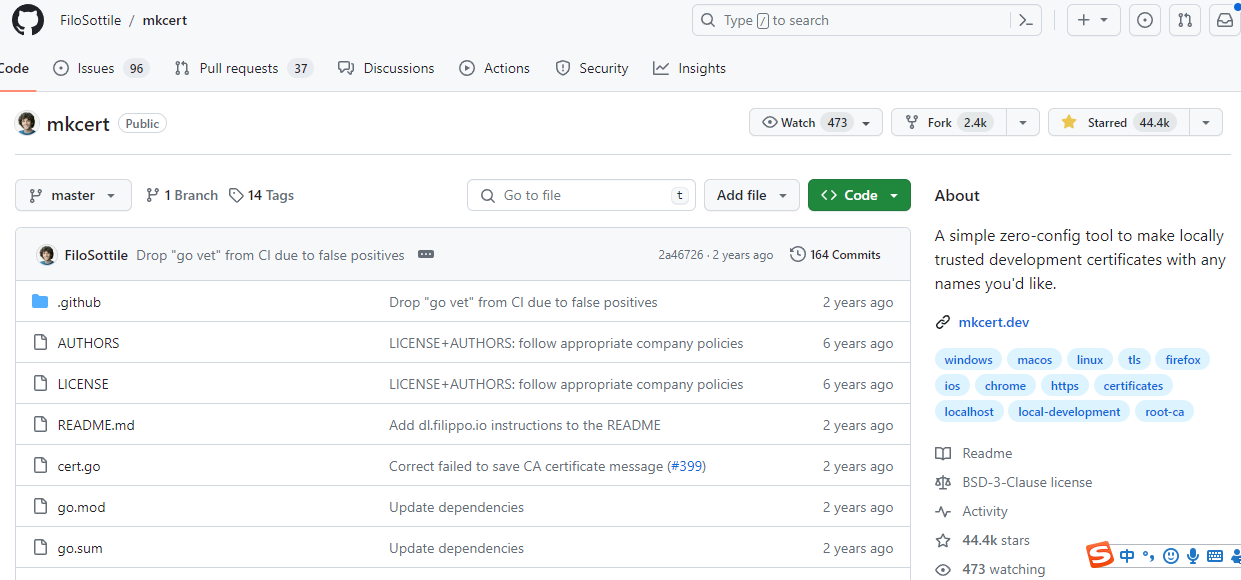 FiloSottile / mkcert
Type / to search
Code Issues 96 Pull requests 37 Discussions Actions Security Insights
mkcert Public
Watch 473 Fork 2.4k Starred 44.4k
master 1 Branch 14 Tags Go to file t Add file Code
FiloSottile Drop "go vet" from CI due to false positives 2a46726 · 2 years ago 164 Commits
.github Drop "go vet" from CI due to false positives 2 years ago
AUTHORS LICENSE+AUTHORS: follow appropriate company policies 6 years ago
LICENSE LICENSE+AUTHORS: follow appropriate company policies 6 years ago
README.md Add dl.filippo.io instructions to the README 2 years ago
cert.go Correct failed to save CA certificate message (#399) 2 years ago
go.mod Update dependencies 2 years ago
go.sum Update dependencies 2 years ago
About
A simple zero-config tool to make locally
trusted development certificates with any
names you'd like.
mkcert.dev
windows macos linux tls firefox
ios chrome https certificates
localhost local-development root-ca
Readme
BSD-3-Clause license
Activity
44.4k stars
473 watching
S 中 °,